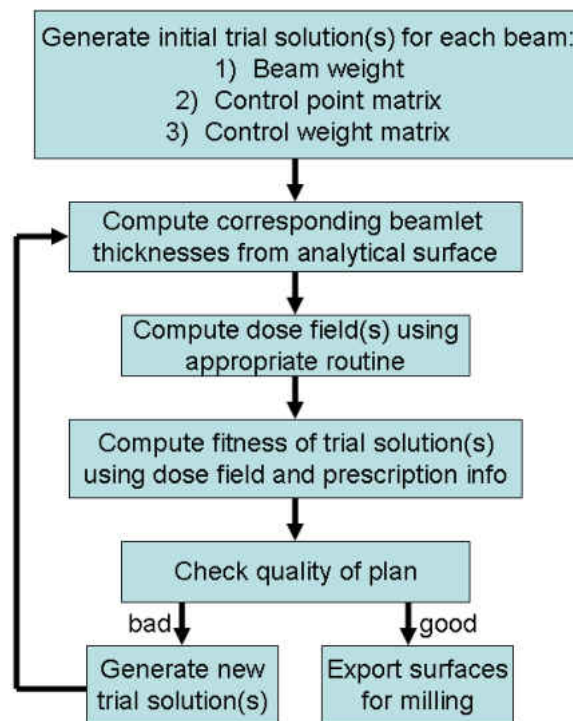 Generate initial trial solution(s) for each beam:
1) Beam weight
2) Control point matrix
3) Control weight matrix
Compute corresponding beamlet
thicknesses from analytical surface
Compute dose field(s) using
appropriate routine
Compute fitness of trial solution(s)
using dose field and prescription info
Check quality of plan
bad
good
Generate new
trial solution(s)
Export surfaces
for milling